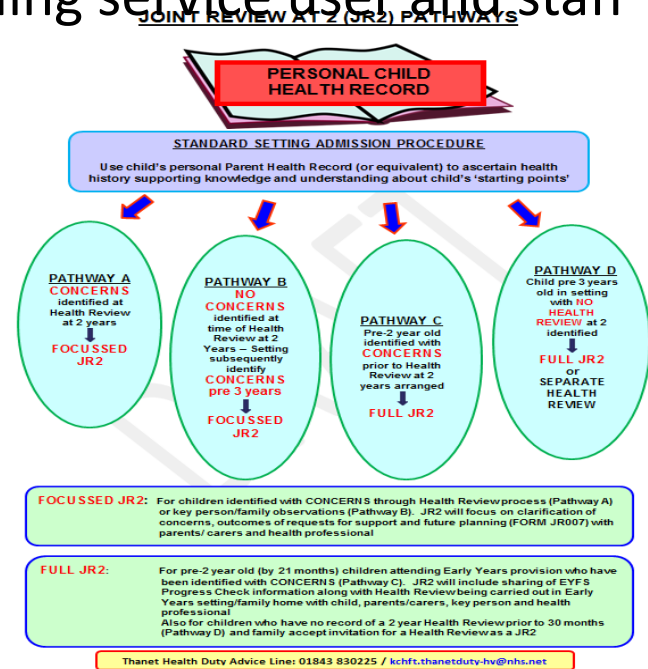 ning service user and staff
JOINT REVIEW AT 2 (JR2) PATHWAYS
PERSONAL CHILD
HEALTH RECORD
STANDARD SETTING ADMISSION PROCEDURE
Use child's personal Parent Health Record (or equivalent) to ascertain health
history supporting knowledge and understanding about child's 'starting points'
PATHWAY A
CONCERNS
identified at
Health Review
at 2 years
FOCUSSED
JR2
PATHWAY B
NO
CONCERNS
identified at
time of Health
Review at 2
Years – Setting
subsequently
identify
CONCERNS
pre 3 years
FOCUSSED
JR2
PATHWAY C
Pre-2 year old
identified with
CONCERNS
prior to Health
Review at 2
years arranged
FULL JR2
PATHWAY D
Child pre 3 years
old in setting
with NO
HEALTH
REVIEW at 2
identified
FULL JR2
or
SEPARATE
HEALTH
REVIEW
FOCUSSED JR2: For children identified with CONCERNS through Health Review process (Pathway A)
or key person/family observations (Pathway B). JR2 will focus on clarification of
concerns, outcomes of requests for support and future planning (FORM JR007) with
parents/ carers and health professional
FULL JR2: For pre-2 year old (by 21 months) children attending Early Years provision who have
been identified with CONCERNS (Pathway C). JR2 will include sharing of EYFS
Progress Check information along with Health Review being carried out in Early
Years setting/family home with child, parents/carers, key person and health
professional
Also for children who have no record of a 2 year Health Review prior to 30 months
(Pathway D) and family accept invitation for a Health Review as a JR2
Thanet Health Duty Advice Line: 01843 830225 / kchft.thanetduty-hv@nhs.net